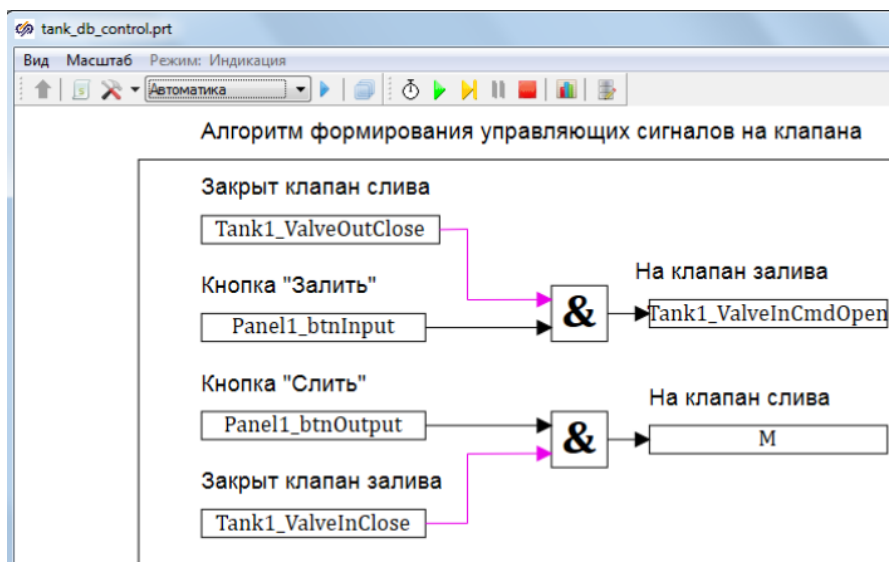 tank_db_control.prt
Вид Масштаб Режим: Индикация
Автоматика
Алгоритм формирования управляющих сигналов на клапана
Закрыт клапан слива
Tank1_ValveOutClose
Кнопка "Залить"
Panel1_btnInput
&
На клапан залива
Tank1_ValveInCmdOpen
Кнопка "Слить"
Panel1_btnOutput
&
На клапан слива
M
Закрыт клапан залива
Tank1_ValveInClose